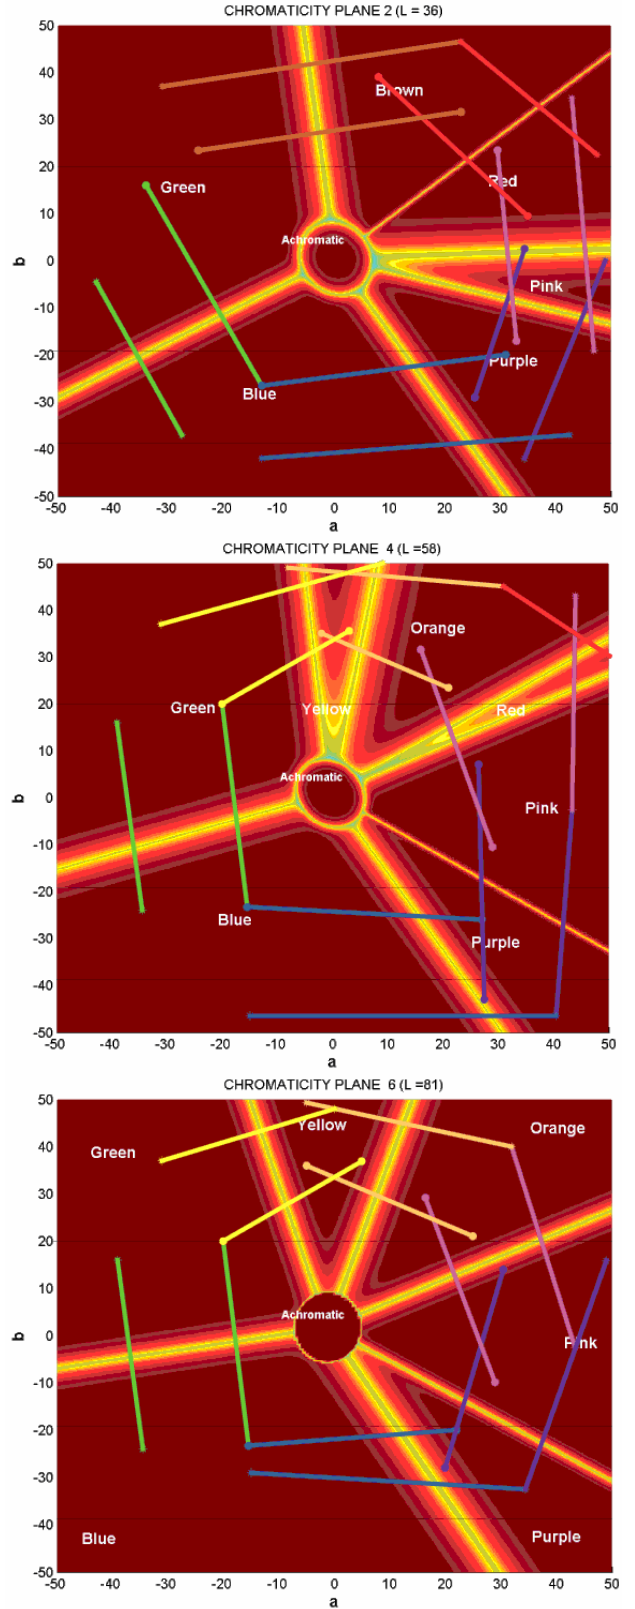 CHROMATICITY PLANE 2 (L = 36)
50
40
Brown
30
20
Red
Green
10
Achromatic
b
0
Pink
-10
-20
Purple
Blue
-30
-40
-50
-50 -40 -30 -20 -10 0 10 20 30 40 50
a
CHROMATICITY PLANE 4 (L =58)
50
40
Orange
30
Green
Yellow
Red
20
10
Achromatic
b
0
Pink
-10
-20
Blue
Purple
-30
-40
-50
-50 -40 -30 -20 -10 0 10 20 30 40 50
a
CHROMATICITY PLANE 6 (L =81)
50
Yellow
Orange
40
Green
30
20
10
Achromatic
b
0
Pink
-10
-20
-30
-40
Blue
Purple
-50
-50 -40 -30 -20 -10 0 10 20 30 40 50
a